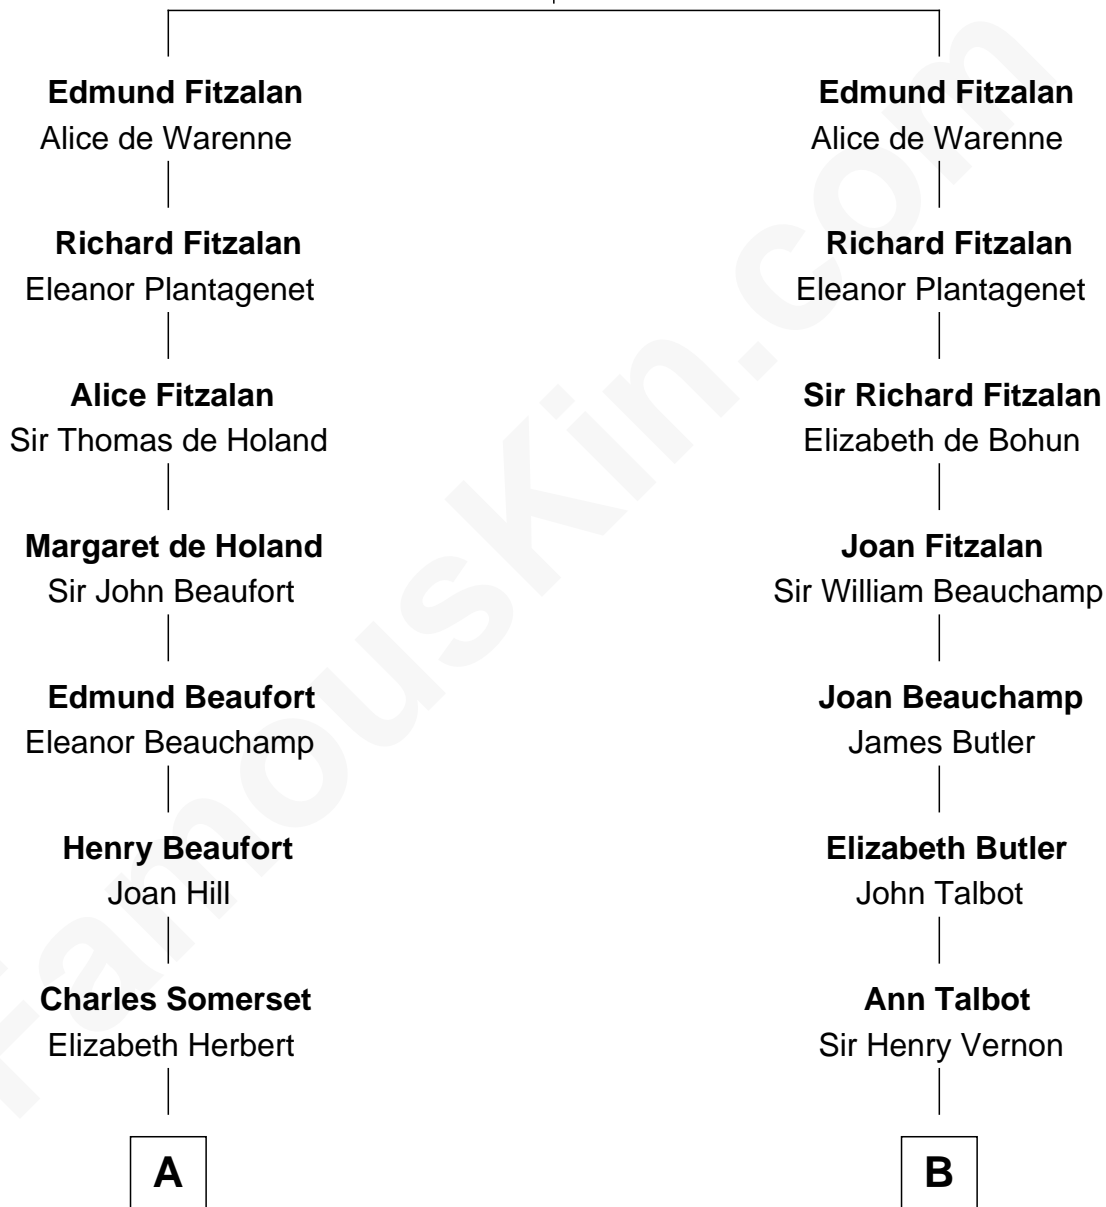 Edmund Fitzalan
Alice de Warenne
Richard Fitzalan
Eleanor Plantagenet
Alice Fitzalan
Sir Thomas de Holand
Margaret de Holand
Sir John Beaufort
Edmund Beaufort
Eleanor Beauchamp
Henry Beaufort
Joan Hill
Charles Somerset
Elizabeth Herbert
A
Edmund Fitzalan
Alice de Warenne
Richard Fitzalan
Eleanor Plantagenet
Sir Richard Fitzalan
Elizabeth de Bohun
Joan Fitzalan
Sir William Beauchamp
Joan Beauchamp
James Butler
Elizabeth Butler
John Talbot
Ann Talbot
Sir Henry Vernon
B
FamousKin.com